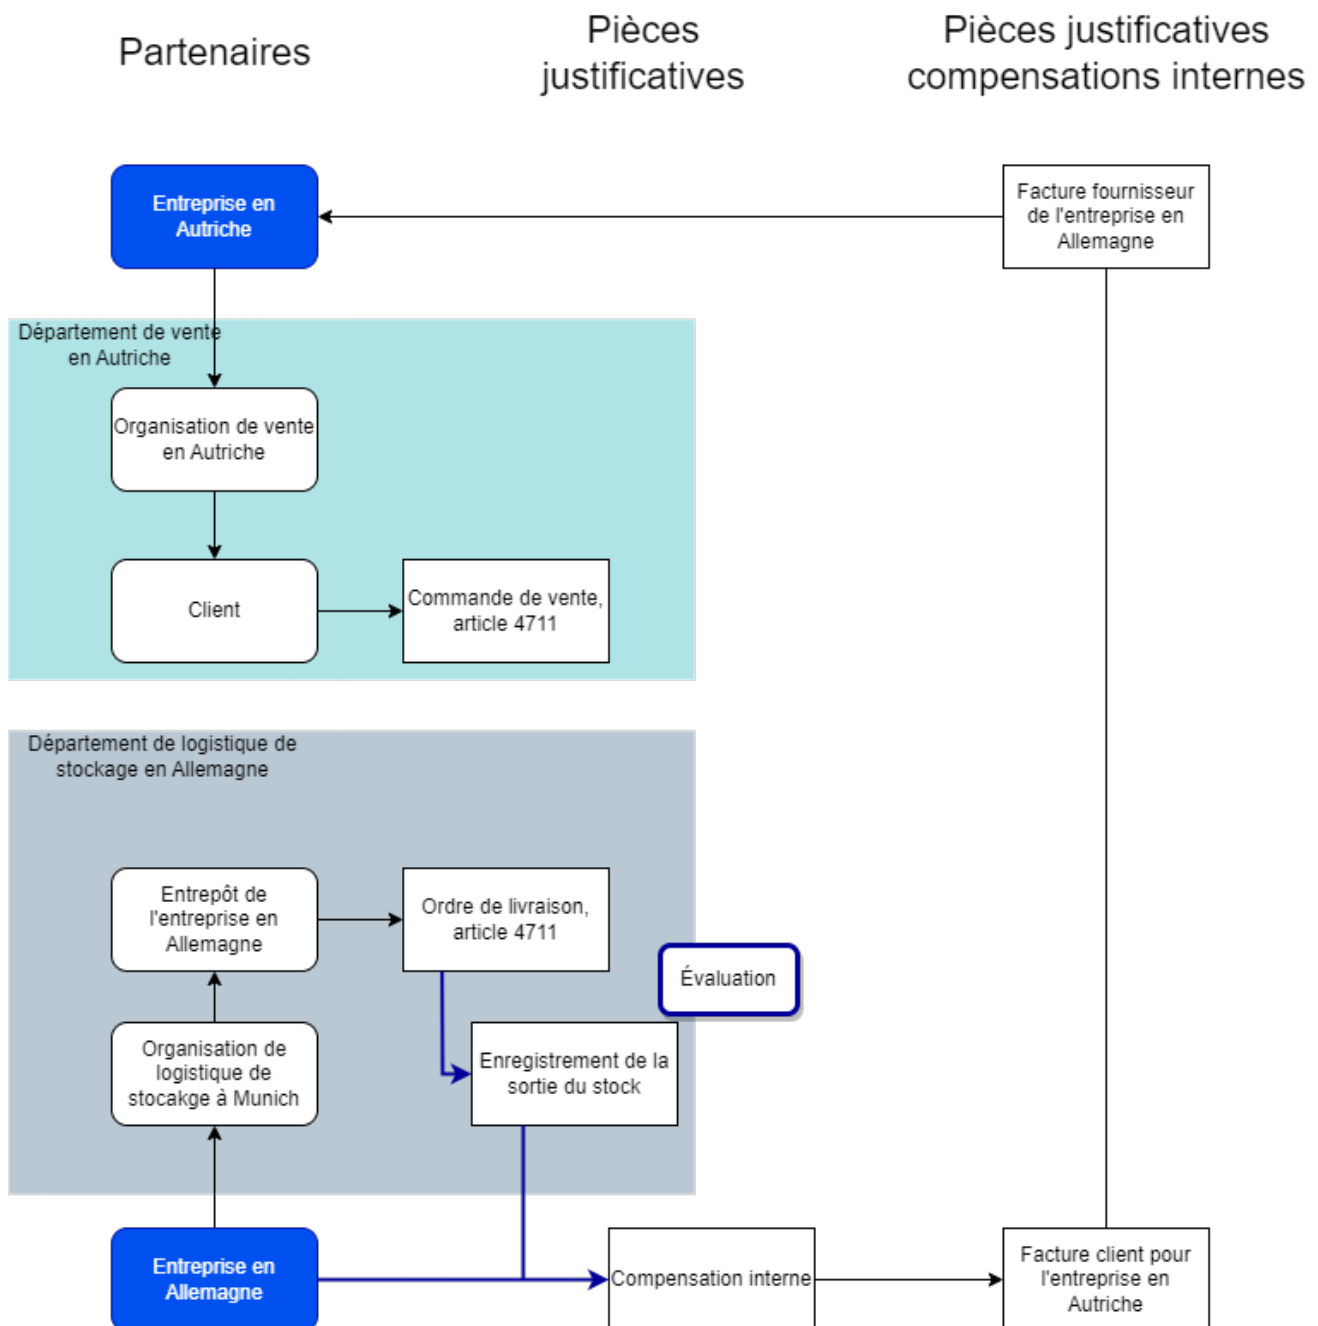 Partenaires
Pièces
justificatives
Pièces justificatives
compensations internes
Entreprise en
Autriche
Facture fournisseur
de l'entreprise en
Allemagne
Département de vente
en Autriche
Organisation de vente
en Autriche
Client
Commande de vente,
article 4711
Département de logistique de
stockage en Allemagne
Entrepôt de
l'entreprise en
Allemagne
Ordre de livraison,
article 4711
Évaluation
Organisation de
logistique de
stocakge à Munich
Enregistrement de la
sortie du stock
Entreprise en
Allemagne
Compensation interne
Facture client pour
l'entreprise en
Autriche